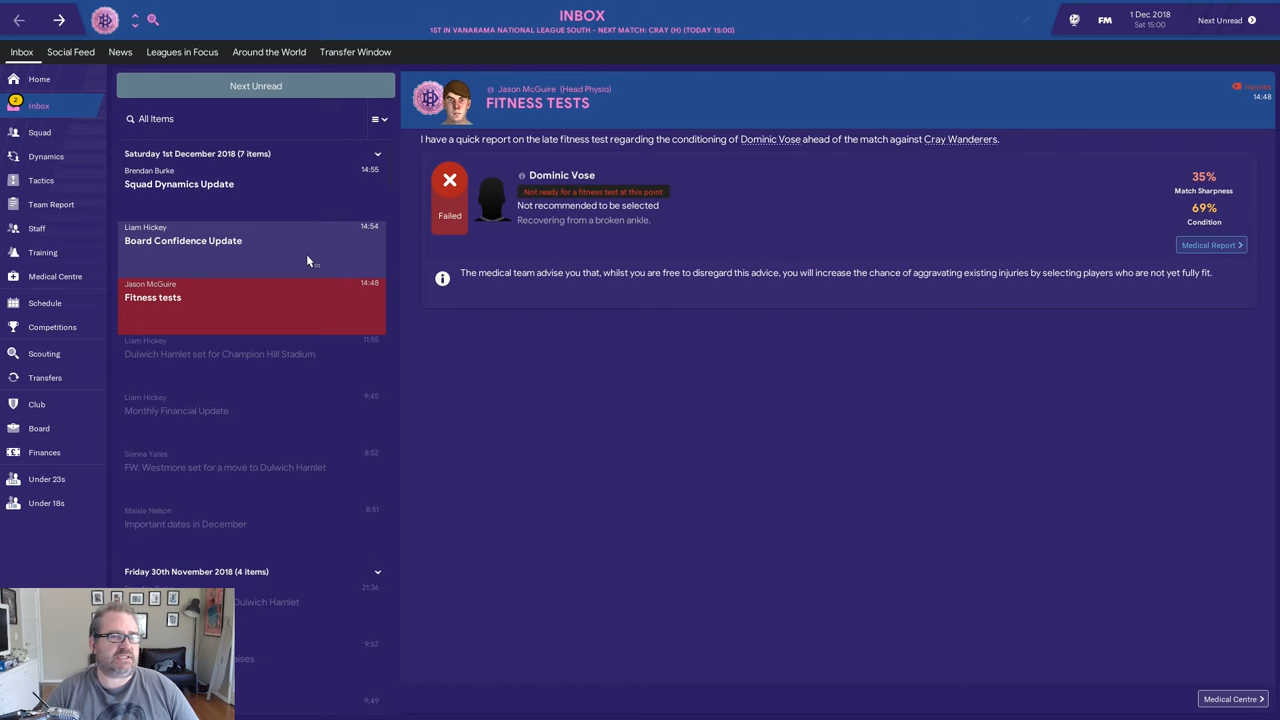 INBOX
1ST IN VANARAMA NATIONAL LEAGUE SOUTH - NEXT MATCH: CRAY (H) (TODAY 15:00)
FM
1 Dec 2018
Sat 15:00
Next Unread
Inbox
Social Feed
News
Leagues in Focus
Around the World
Transfer Window
Home
2
Inbox
Squad
Dynamics
Tactics
Team Report
Staff
Training
Medical Centre
Schedule
Competitions
Scouting
Transfers
Club
Board
Finances
Under 23s
Under 18s
Next Unread
All Items
Saturday 1st December 2018 (7 items)
Brendan Burke
14:55
Squad Dynamics Update
Liam Hickey
14:54
Board Confidence Update
Jason McGuire
14:48
Fitness tests
Liam Hickey
11:55
Dulwich Hamlet set for Champion Hill Stadium
Liam Hickey
9:45
Monthly Financial Update
Sienna Yates
8:52
FW: Westmore set for a move to Dulwich Hamlet
Maisie Nelson
8:51
Important dates in December
Friday 30th November 2018 (4 items)
21:36
Dulwich Hamlet
9:57
9:49
Jason McGuire (Head Physio)
FITNESS TESTS
14:48
I have a quick report on the late fitness test regarding the conditioning of Dominic Vose ahead of the match against Cray Wanderers.
Failed
Dominic Vose
Not ready for a fitness test at this point
Not recommended to be selected
Recovering from a broken ankle.
35%
Match Sharpness
69%
Condition
Medical Report
The medical team advise you that, whilst you are free to disregard this advice, you will increase the chance of aggravating existing injuries by selecting players who are not yet fully fit.
Medical Centre